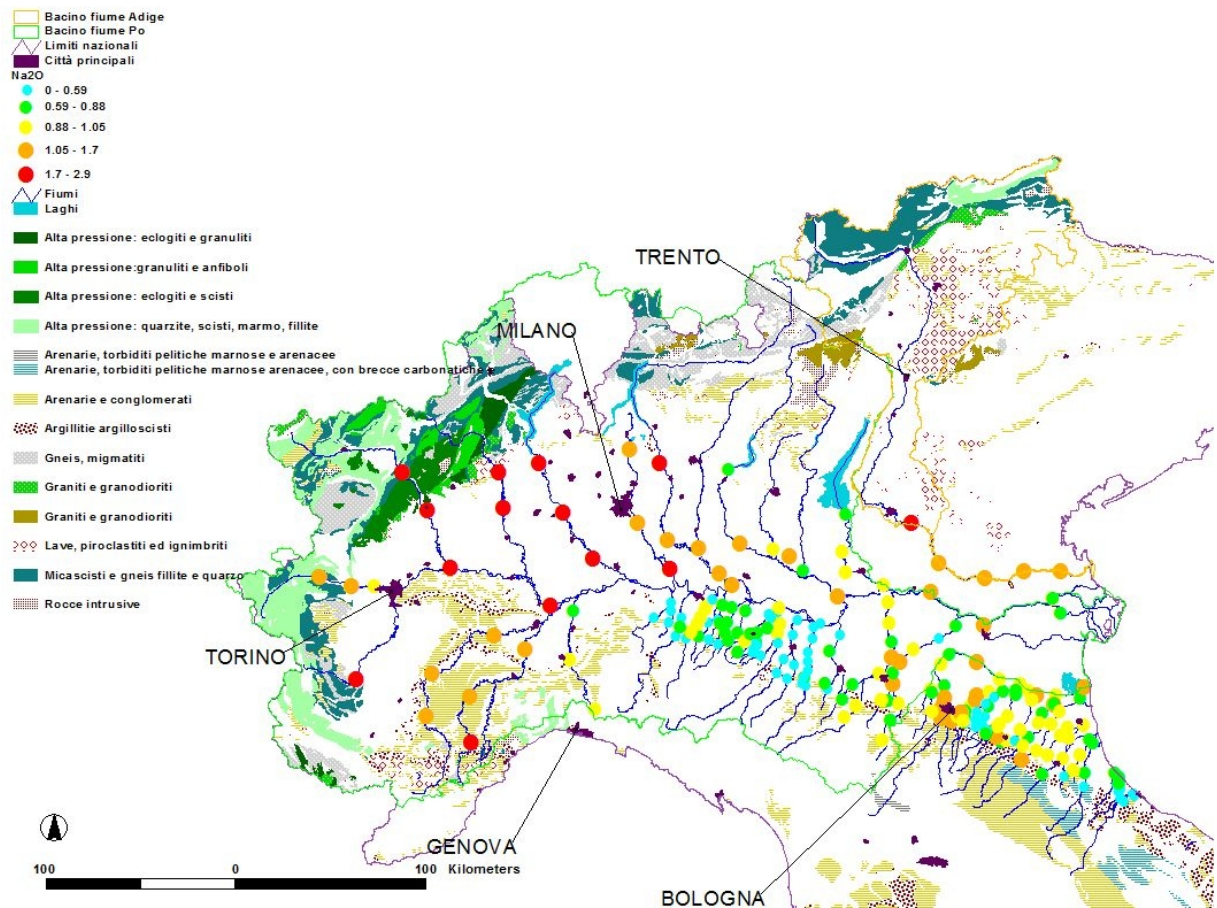 Bacino fiume Adige
Bacino fiume Po
Limiti nazionali
Città principali
Na2O
0 - 0.59
0.59 - 0.88
0.88 - 1.05
1.05 - 1.7
1.7 - 2.9
Fiumi
Laghi
Alta pressione: eclogiti e granuliti
Alta pressione:granuliti e anfiboli
Alta pressione: eclogiti e scisti
Alta pressione: quarzite, scisti, marmo, fillite
Arenarie, torbiditi pelitiche marnose e arenacee
Arenarie, torbiditi pelitiche marnose arenacee, con brecce carbonatiche e
Arenarie e conglomerati
Argillitie argilloscisti
Gneis, migmatiti
Graniti e granodioriti
Graniti e granodioriti
Lave, piroclastiti ed ignimbriti
Micascisti e gneis fillite e quarzo
Rocce intrusive
TRENTO
MILANO
TORINO
GENOVA
BOLOGNA
100 0 100 Kilometers